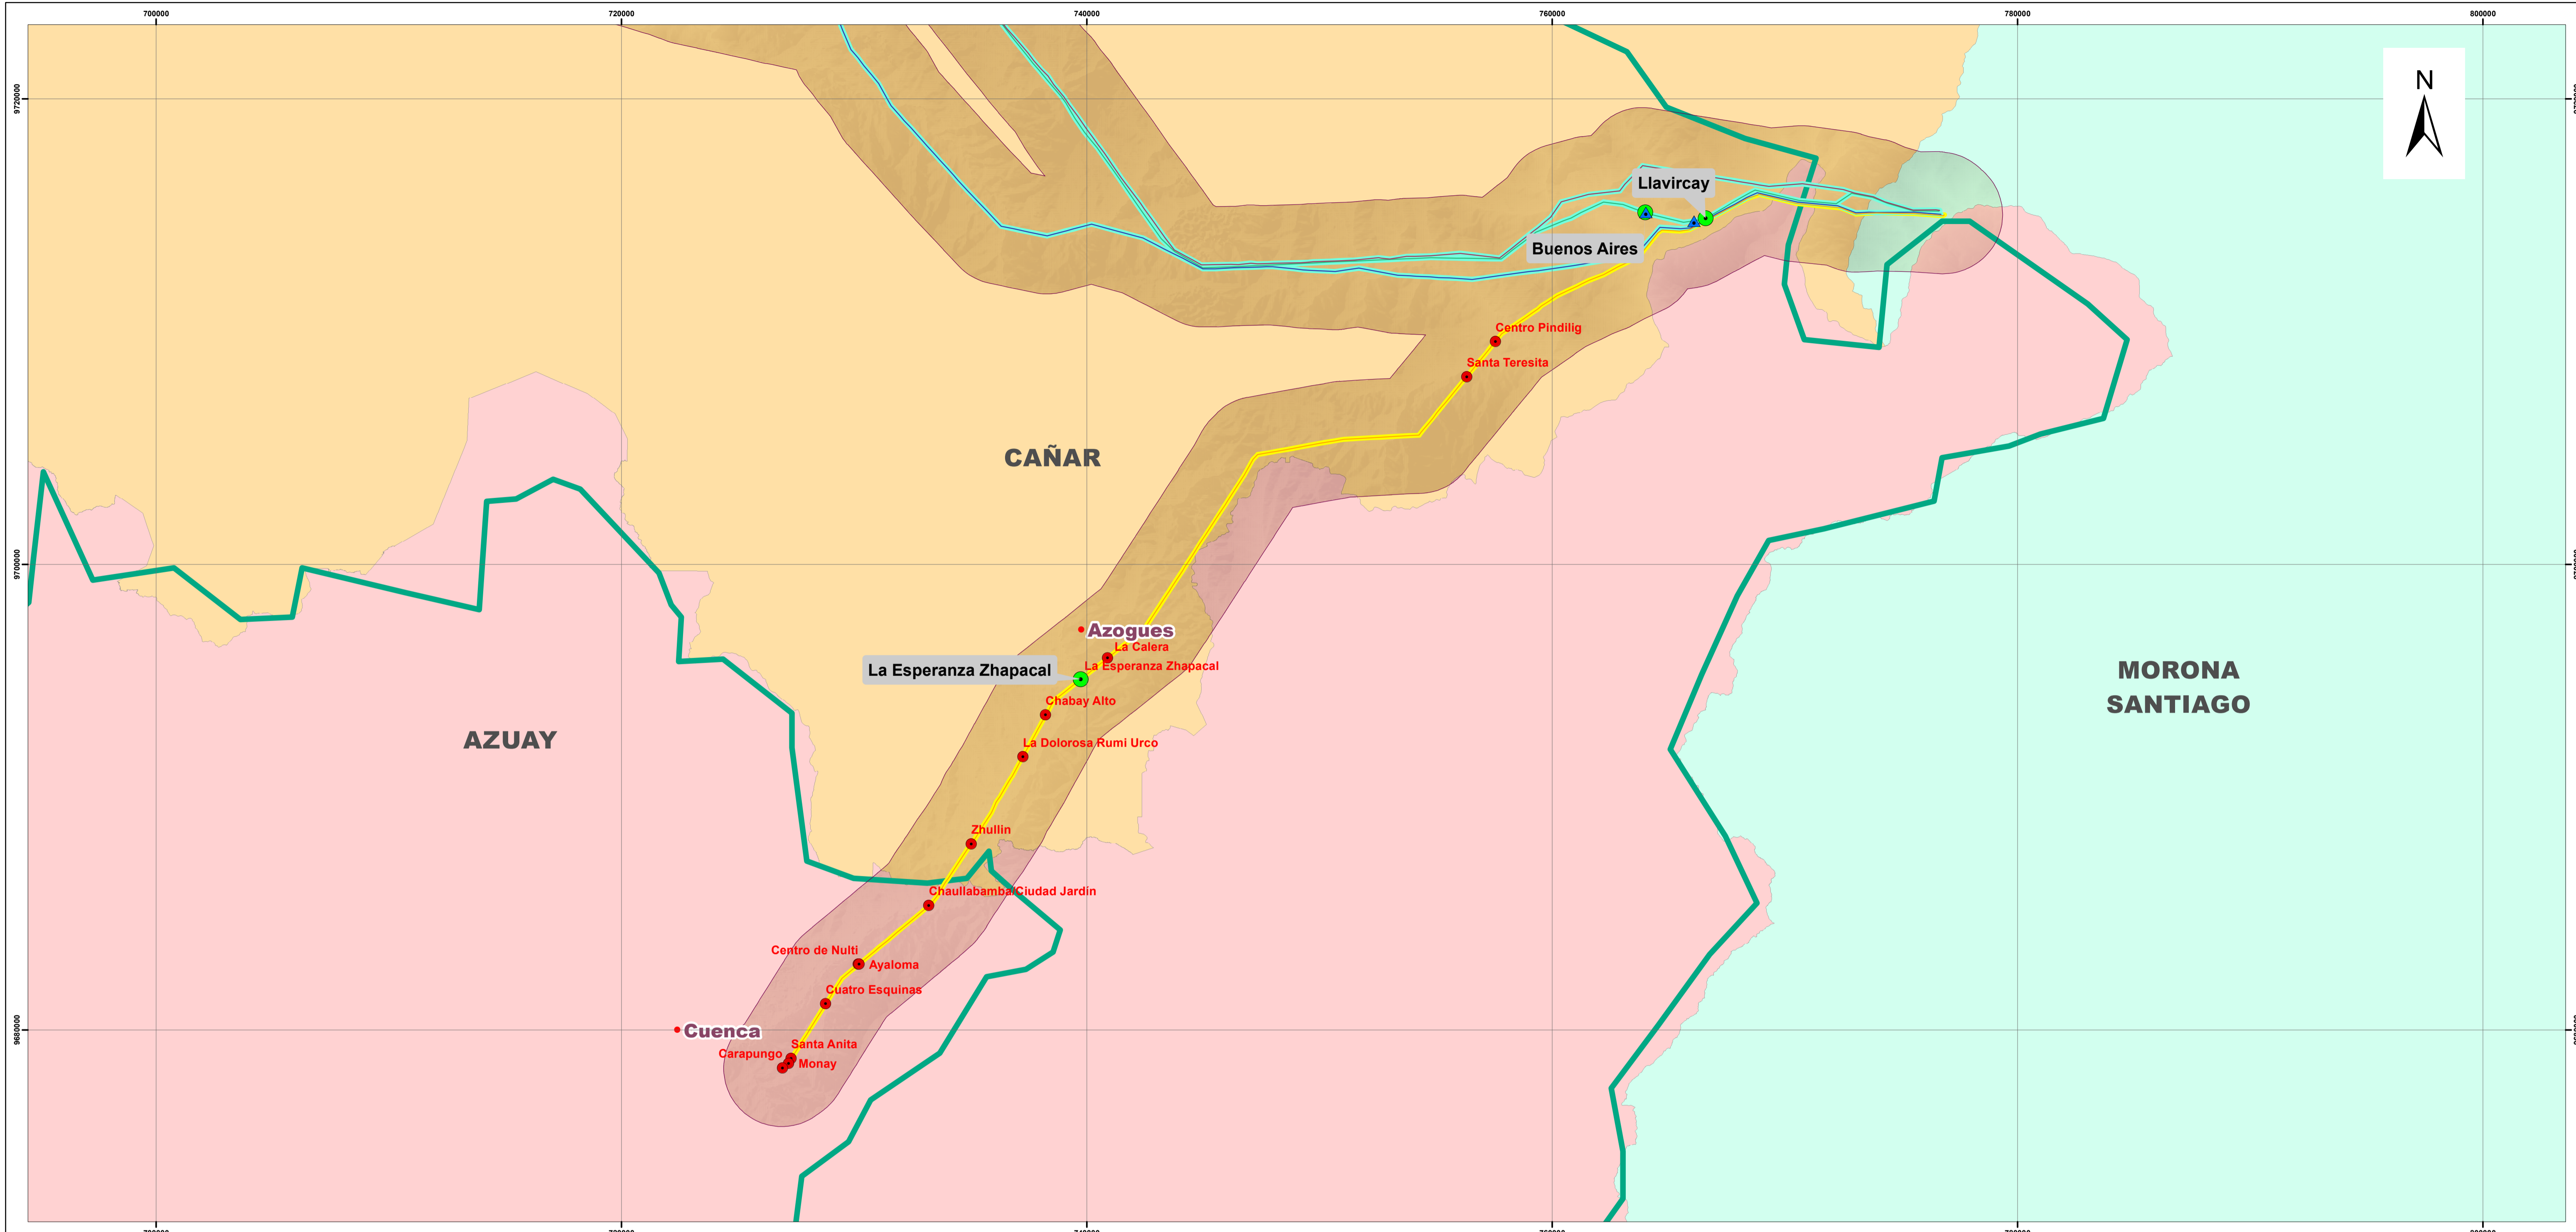 700000
720000
740000
760000
780000
800000
9720000
N
Llavircay
Buenos Aires
Centro Pindilig
Santa Teresita
CAÑAR
9700000
Azogues
La Calera
La Esperanza Zhapacal
La Esperanza Zhapacal
Chabay Alto
MORONA
SANTIAGO
AZUAY
La Dolorosa Rumi Urco
Zhullin
Chaullabamba/Ciudad Jardín
Centro de Nulti
Ayaloma
Cuatro Esquinas
9680000
Cuenca
Santa Anita
Carapungo
Monay